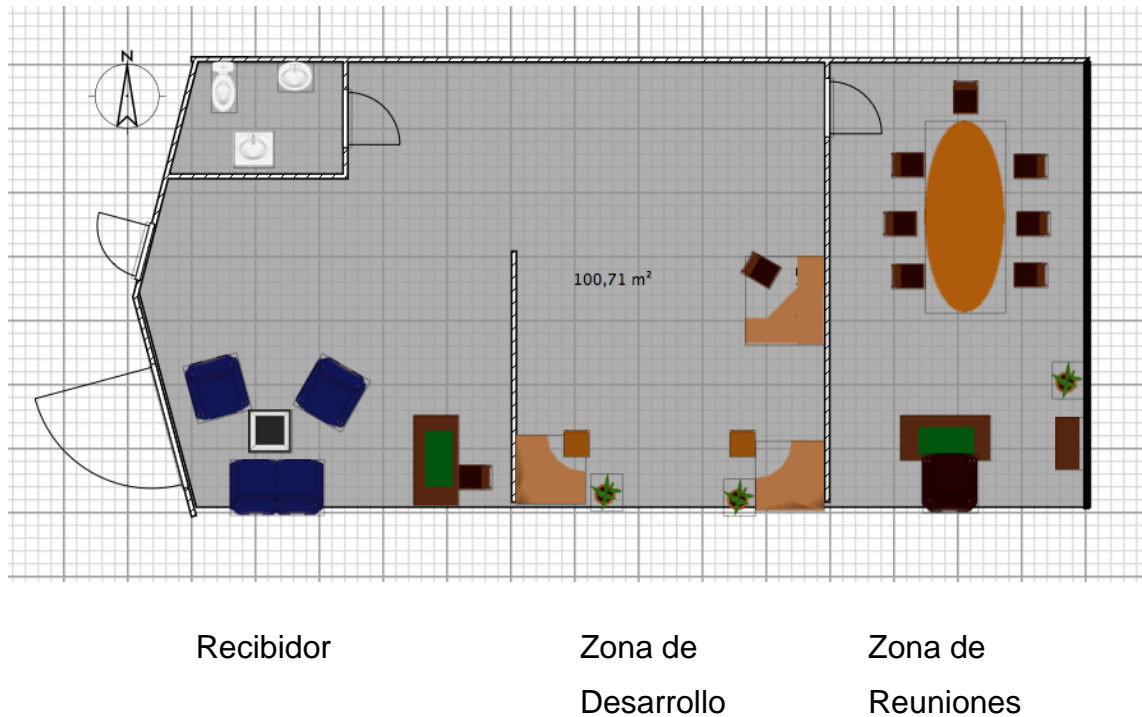 N
100,71 m²
Recibidor
Zona de
Desarrollo
Zona de
Reuniones